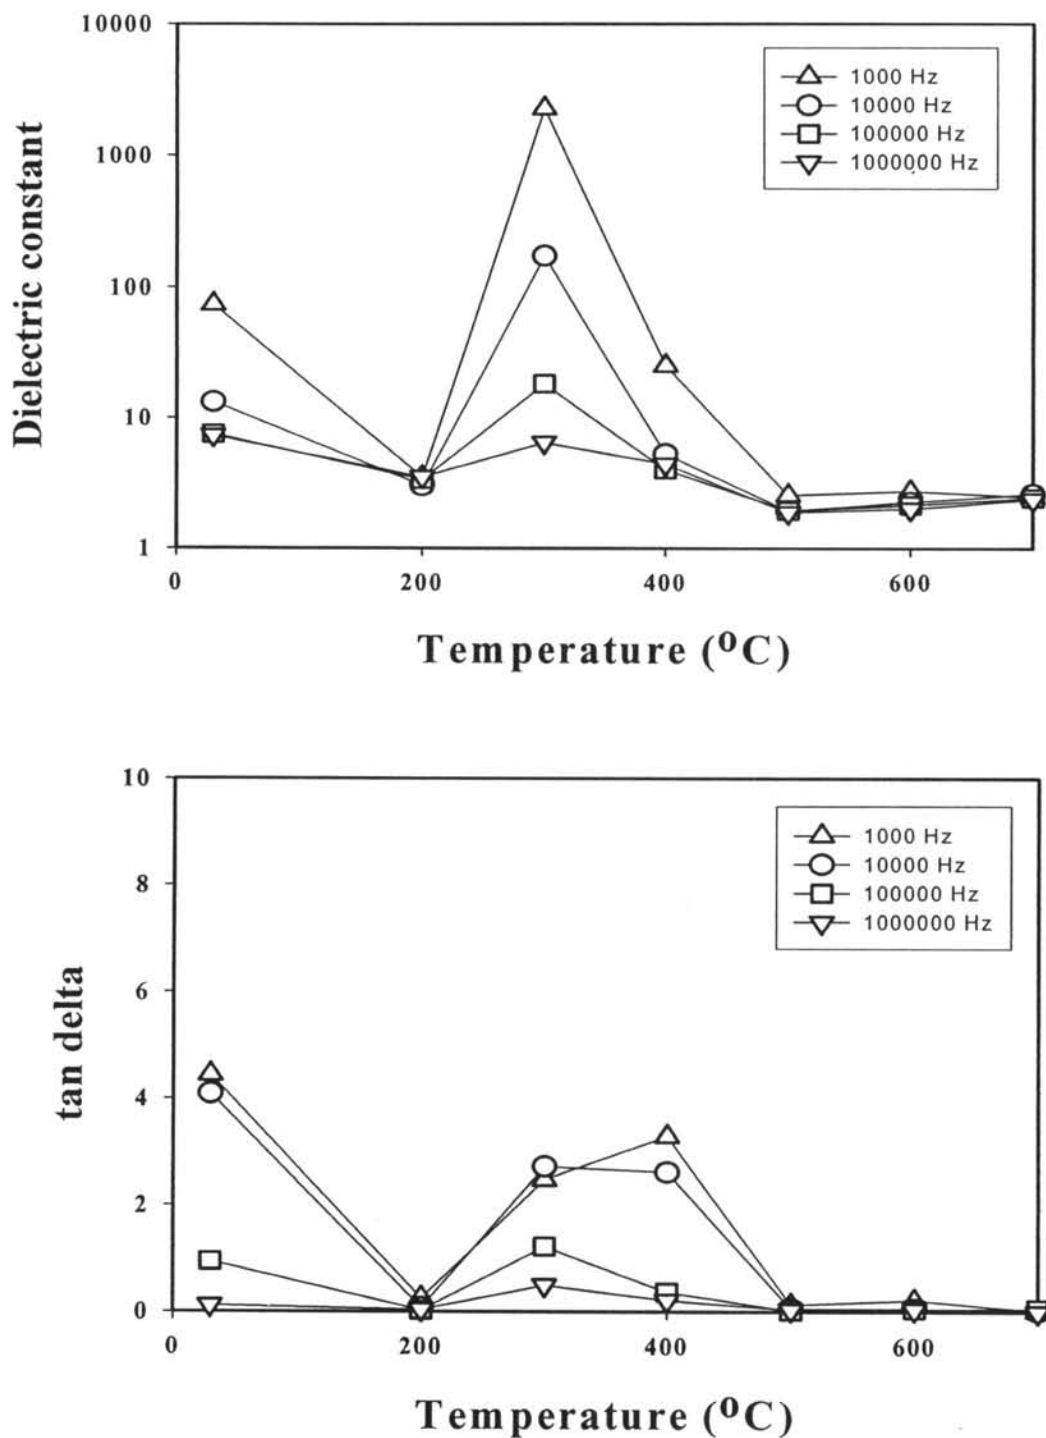 10000
1000
100
10
1
Dielectric constant
1000 Hz
10000 Hz
100000 Hz
1000000 Hz
0 200 400 600
Temperature (ºC)
10
8
6
4
2
0
tan delta
1000 Hz
10000 Hz
100000 Hz
1000000 Hz
0 200 400 600
Temperature (ºC)